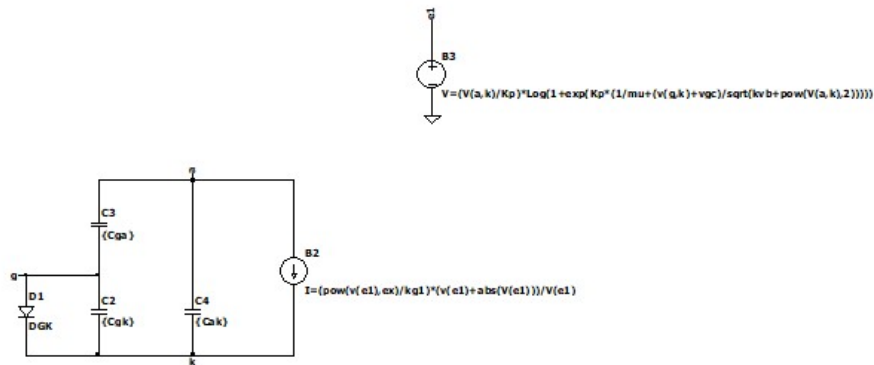 e1
B3
V=(V(a,k)/Kp)*Log(1+exp(Kp*(1/mu+(v(g,k)+vgc)/sqrt(kvb+pow(V(a,k),2)))))
C3
{Cga}
B2
g
D1
DGK
C2
{Cgk}
C4
{Cak}
I=(pow(v(e1),ex)/kg1)*(v(e1)+abs(V(e1)))/V(e1)
k